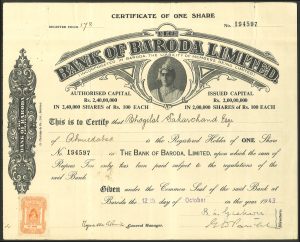 CERTIFICATE OF ONE SHARE
REGISTER FOLIO 172 No. 194597
THE
BANK OF BARODA LIMITED.
AUTHORISED CAPITAL
Rs. 2,40,00,000
IN 2,40,000 SHARES OF RS. 100 EACH
ISSUED CAPITAL
Rs. 2,00,00,000
IN 2,00,000 SHARES OF RS. 100 EACH
This is to Certify that Bhogilal
of Ahmedabad is the Registered Holder of ONE Share
No 194597 in THE BANK OF BARODA, LIMITED, upon which the sum of
Rupees Fifty only has been paid subject to the regulations of the
said Bank.
Given under the Common Seal of the said Bank at
Baroda the 12th day of October in the year 1943.
General Manager.